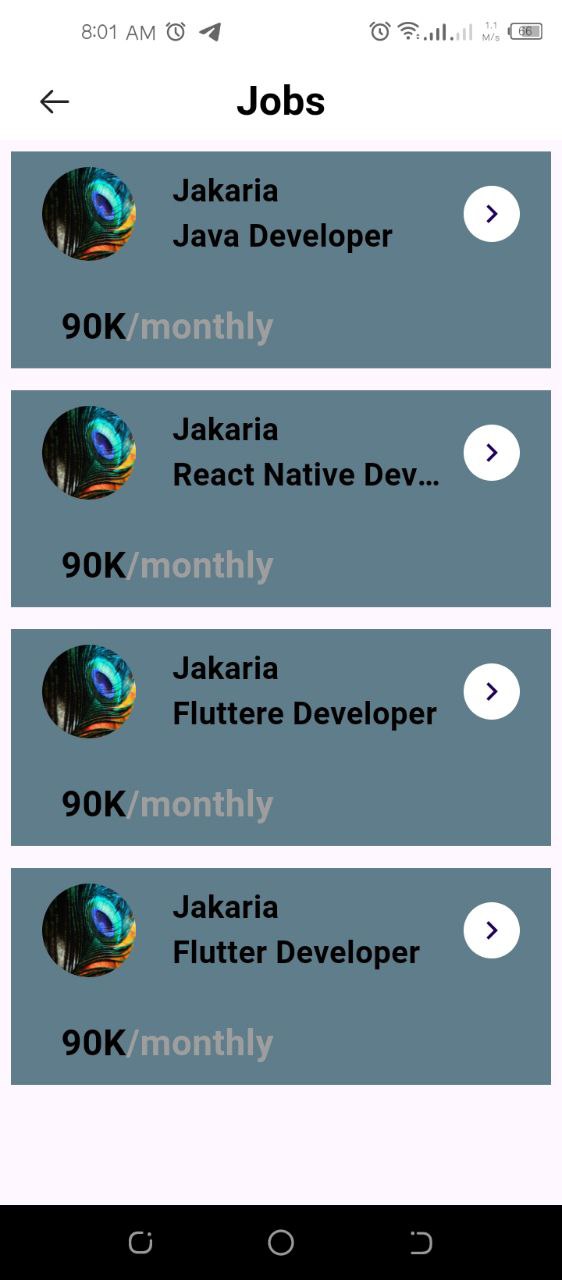 8:01 AM 1.1 M/s 66
Jobs
Jakaria
Java Developer
90K/monthly
Jakaria
React Native Dev...
90K/monthly
Jakaria
Fluttere Developer
90K/monthly
Jakaria
Flutter Developer
90K/monthly